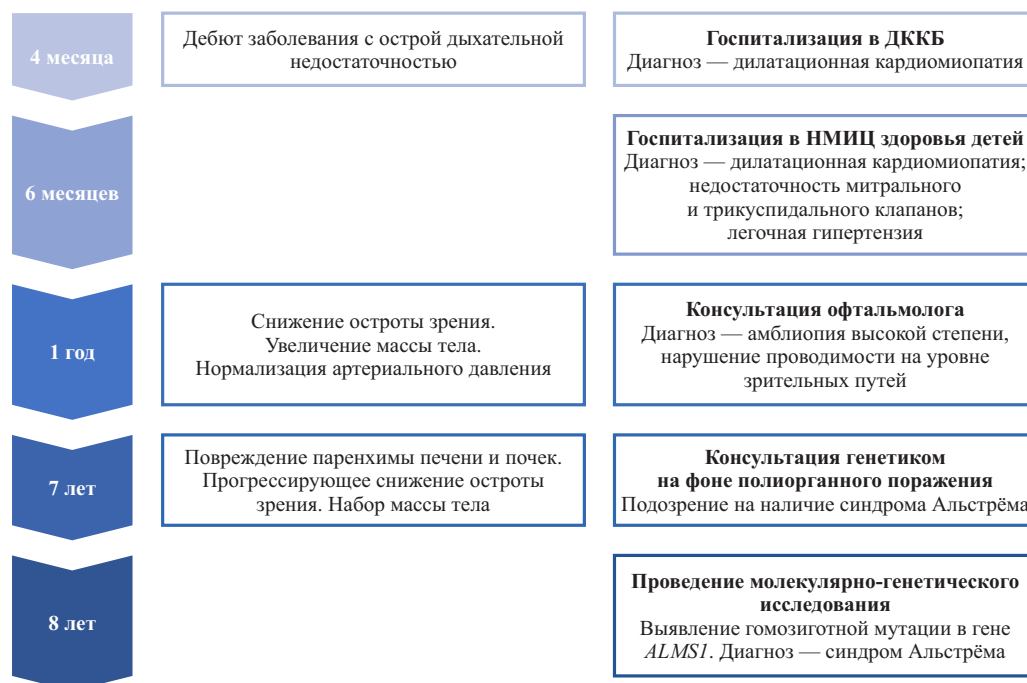 4 месяца
Дебют заболевания с острой дыхательной
недостаточностью
Госпитализация в ДККБ
Диагноз — дилатационная кардиомиопатия
6 месяцев
Госпитализация в НМИЦ здоровья детей
Диагноз — дилатационная кардиомиопатия;
недостаточность митрального
и трикуспидального клапанов;
легочная гипертензия
1 год
Снижение остроты зрения.
Увеличение массы тела.
Нормализация артериального давления
Консультация офтальмолога
Диагноз — амблиопия высокой степени,
нарушение проводимости на уровне
зрительных путей
7 лет
Повреждение паренхимы печени и почек.
Прогрессирующее снижение остроты
зрения. Набор массы тела
Консультация генетиком
на фоне полиорганного поражения
Подозрение на наличие синдрома Альстрёма
8 лет
Проведение молекулярно-генетического
исследования
Выявление гомозиготной мутации в гене
ALMS1. Диагноз — синдром Альстрёма